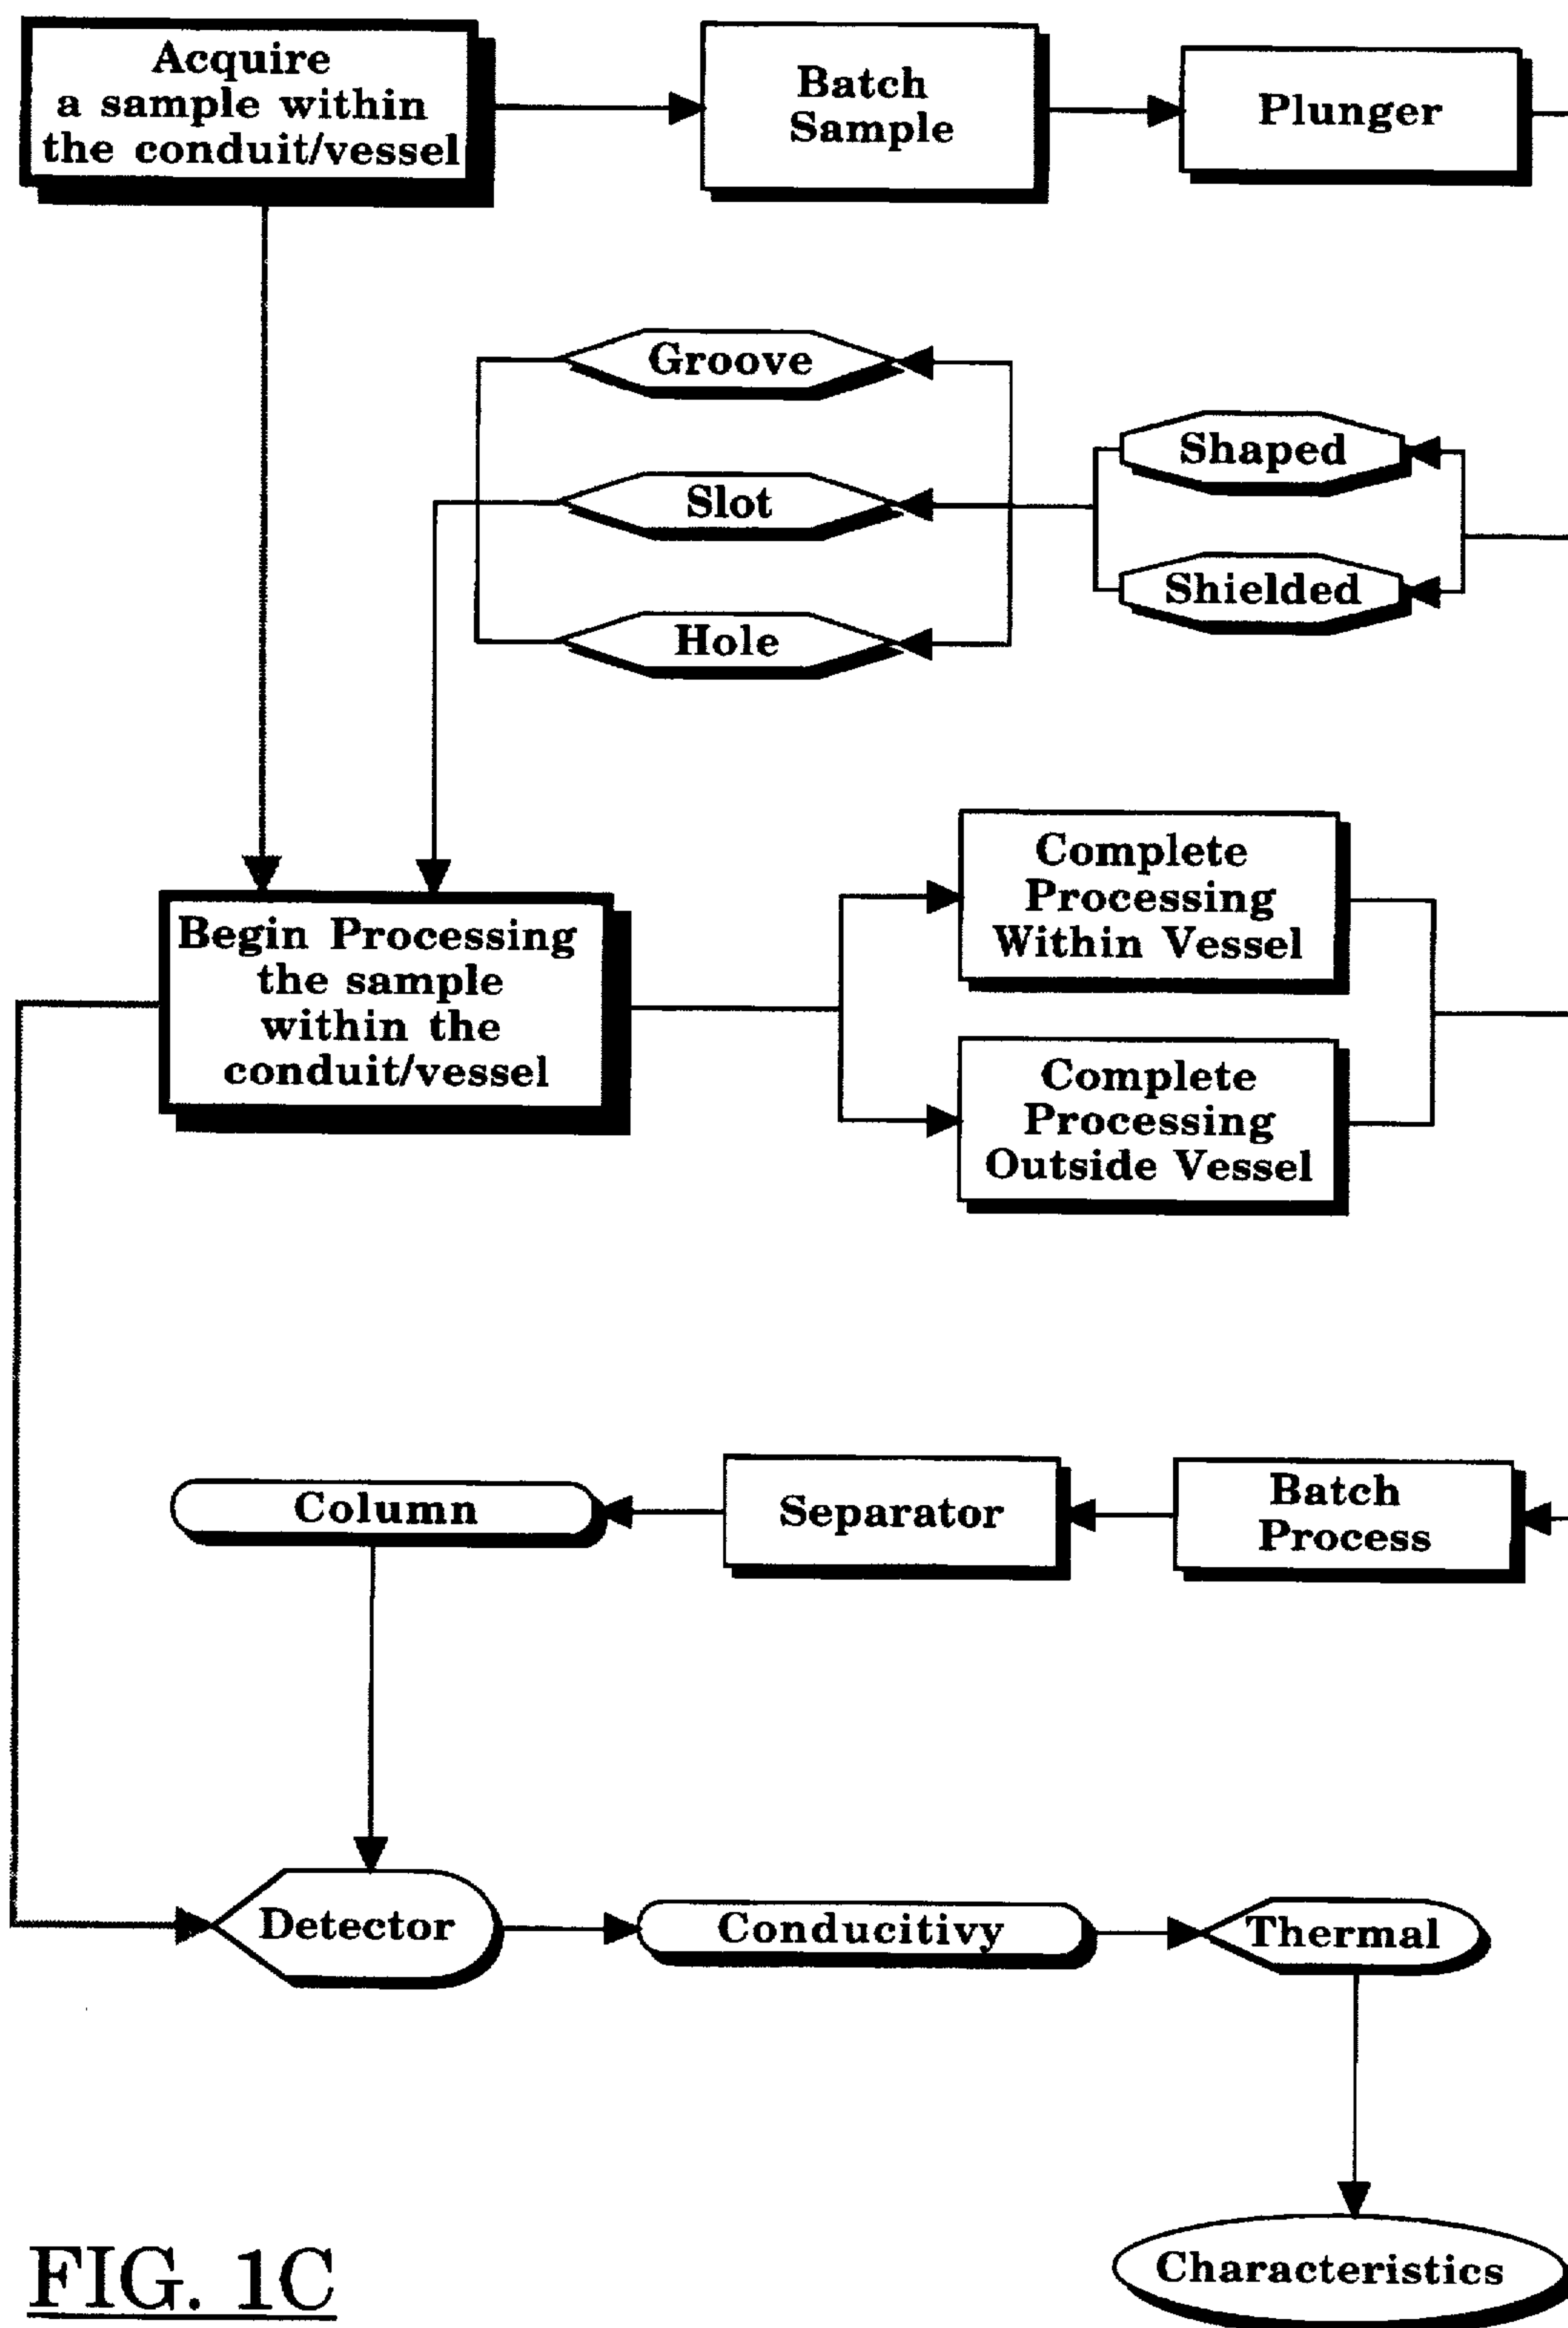 Acquire
a sample within
the conduit/vessel
Batch
Sample
Plunger
Groove
Slot
Hole
Shaped
Shielded
Begin Processing
the sample
within the
conduit/vessel
Complete
Processing
Within Vessel
Complete
Processing
Outside Vessel
Column
Separator
Batch
Process
Detector
Conducitivy
Thermal
Characteristics
FIG. 1C